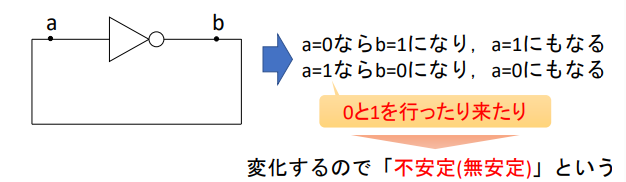 a
b
a=0ならb=1になり，a=1にもなる
a=1ならb=0になり，a=0にもなる
0と1を行ったり来たり
変化するので「不安定(無安定)」という